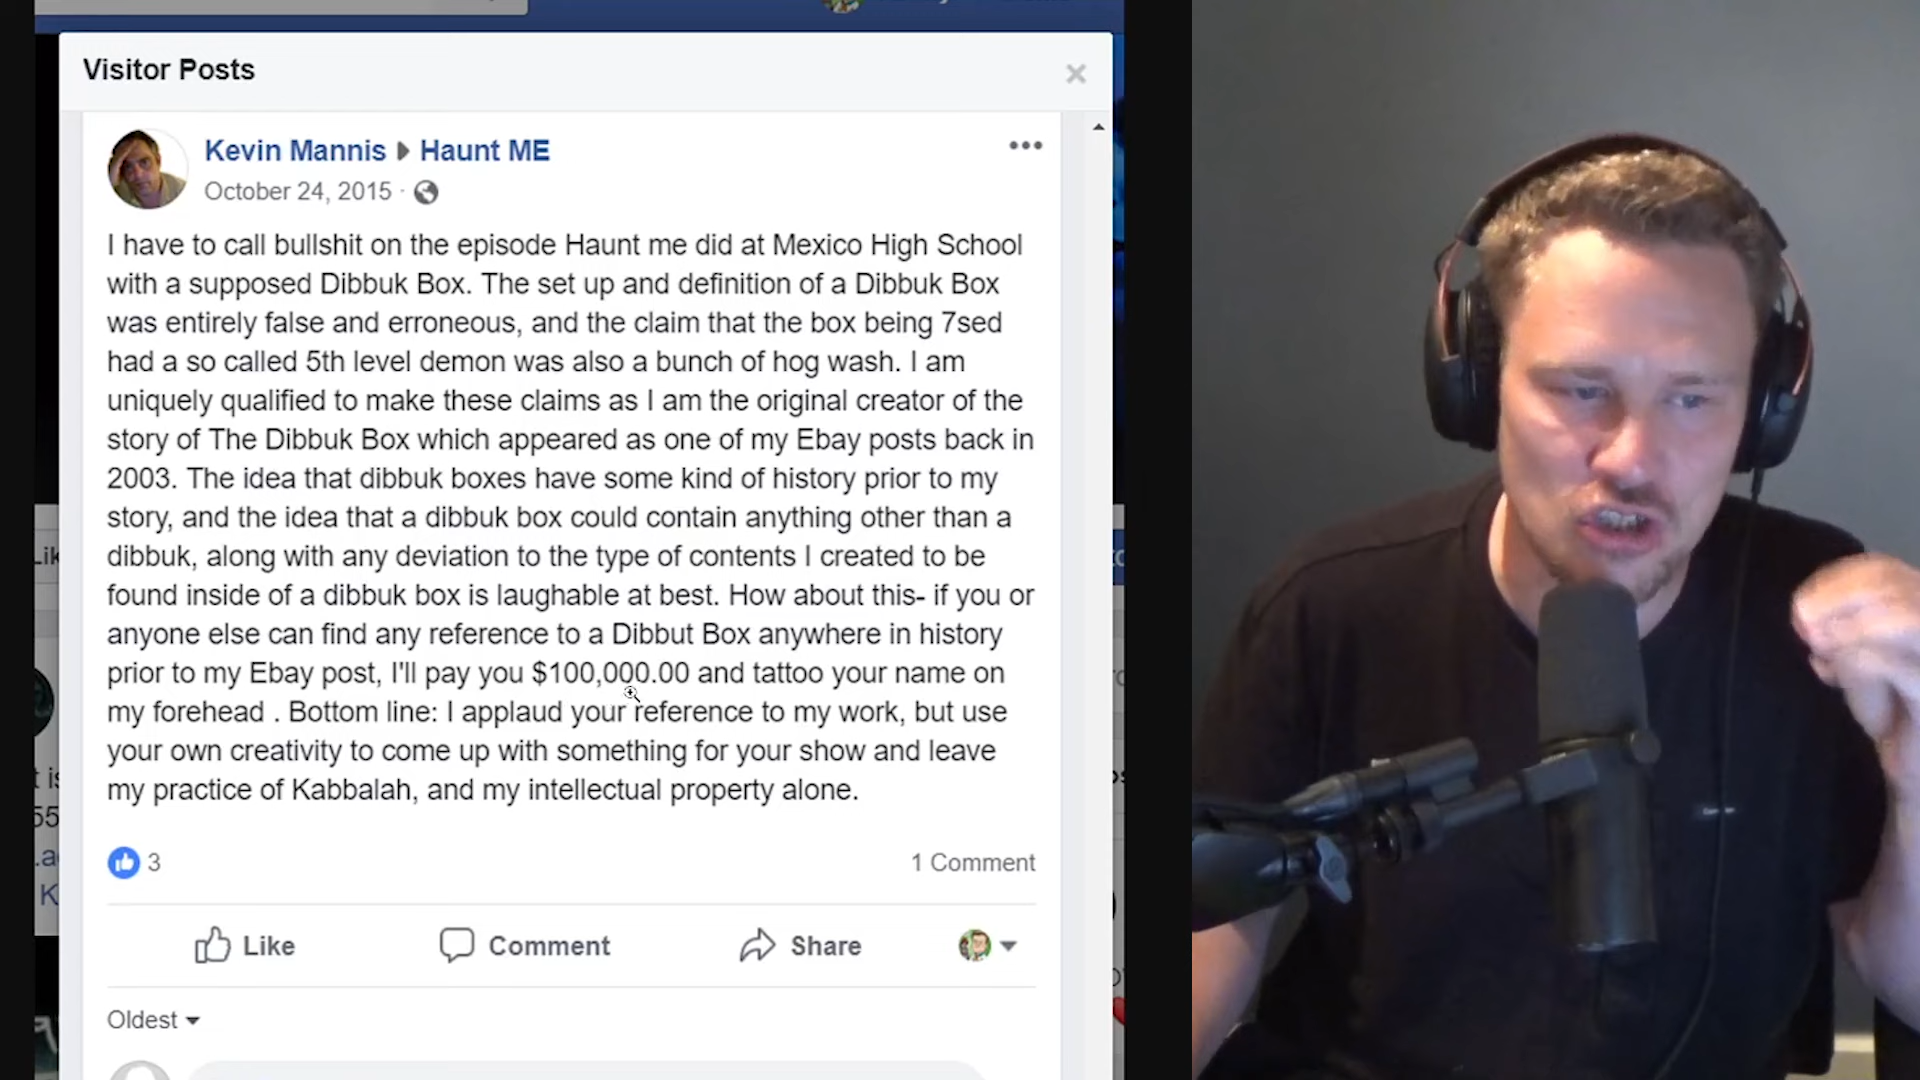 Visitor Posts
Kevin Mannis ▸ Haunt ME
October 24, 2015 ·
I have to call bullshit on the episode Haunt me did at Mexico High School
with a supposed Dibbuk Box. The set up and definition of a Dibbuk Box
was entirely false and erroneous, and the claim that the box being 7sed
had a so called 5th level demon was also a bunch of hog wash. I am
uniquely qualified to make these claims as I am the original creator of the
story of The Dibbuk Box which appeared as one of my Ebay posts back in
2003. The idea that dibbuk boxes have some kind of history prior to my
story, and the idea that a dibbuk box could contain anything other than a
dibbuk, along with any deviation to the type of contents I created to be
found inside of a dibbuk box is laughable at best. How about this- if you or
anyone else can find any reference to a Dibbut Box anywhere in history
prior to my Ebay post, I'll pay you $100,000.00 and tattoo your name on
my forehead . Bottom line: I applaud your reference to my work, but use
your own creativity to come up with something for your show and leave
my practice of Kabbalah, and my intellectual property alone.
3
1 Comment
Like
Comment
Share
Oldest